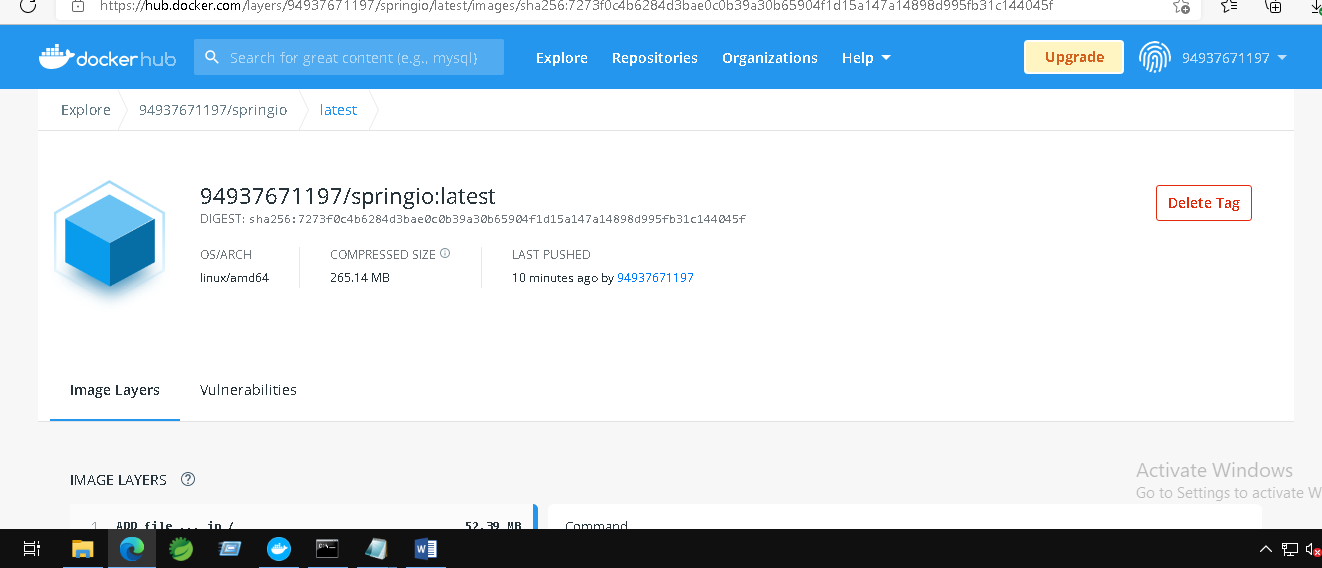 https://hub.docker.com/layers/94937671197/springio/latest/images/sha256:7273f0c4b6284d3bae0c0b39a30b65904f1d15a147a14898d995fb31c144045f
docker hub
Search for great content (e.g., mysql)
Explore
Repositories
Organizations
Help
Upgrade
94937671197
Explore
94937671197/springio
latest
94937671197/springio:latest
Delete Tag
DIGEST: sha256:7273f0c4b6284d3bae0c0b39a30b65904f1d15a147a14898d995fb31c144045f
OS/ARCH
linux/amd64
COMPRESSED SIZE
265.14 MB
LAST PUSHED
10 minutes ago by 94937671197
Image Layers
Vulnerabilities
IMAGE LAYERS
Activate Windows
Go to Settings to activate W
1 ADD file ... in / 52.39 MB
Command